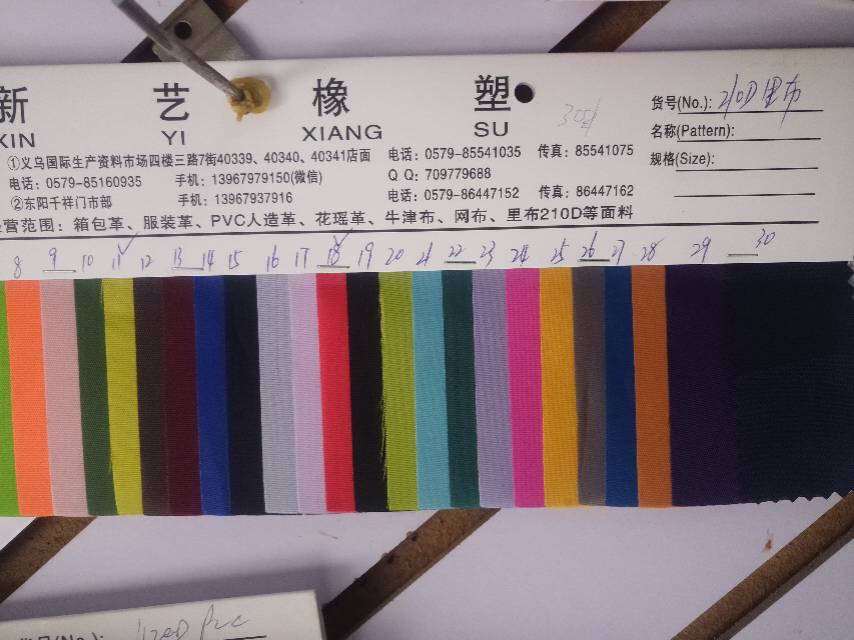 新 艺 橡 塑
XIN YI XIANG SU
①义乌国际生产资料市场四楼三路7街40339、40340、40341店面
电话：0579-85160935 手机：13967979150(微信)
②东阳千祥门市部 手机：13967937916
电话：0579-85541035 传真：85541075
Q Q：709779688
电话：0579-86447152 传真：86447162
营范围：箱包革、服装革、PVC人造革、花瑶革、牛津布、网布、里布210D等面料
货号(No.)：210D里布
名称(Pattern)：
规格(Size)：
8 9 10 11 12 13 14 15 16 17 18 19 20 21 22 23 24 25 26 27 28 29 30
号(No.)：420D PVC